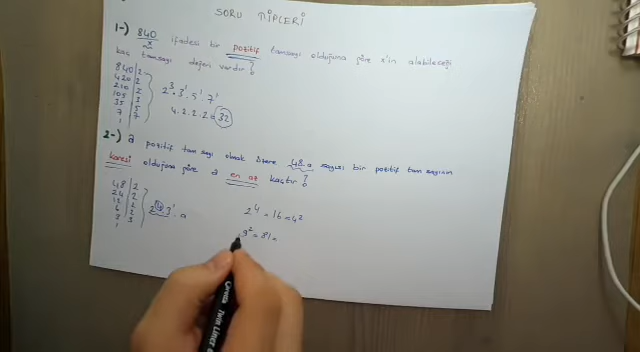 SORU TİPLERİ
1-) 840/x ifadesi bir pozitif tamsayı olduğuna göre x'in alabileceği
kaç tamsayı değeri vardır?
840 | 2
420 | 2
210 | 2
105 | 3
35 | 5
7 | 7
1
2³.3¹.5¹.7¹
4.2.2.2=32
2-) a pozitif tam sayı olmak üzere 48.a sayısı bir pozitif tam sayının
karesi olduğuna göre a en az kaçtır?
48 | 2
24 | 2
12 | 2
6 | 2
3 | 3
1
2⁴.3¹.a
2⁴=16=4²
9²=81=